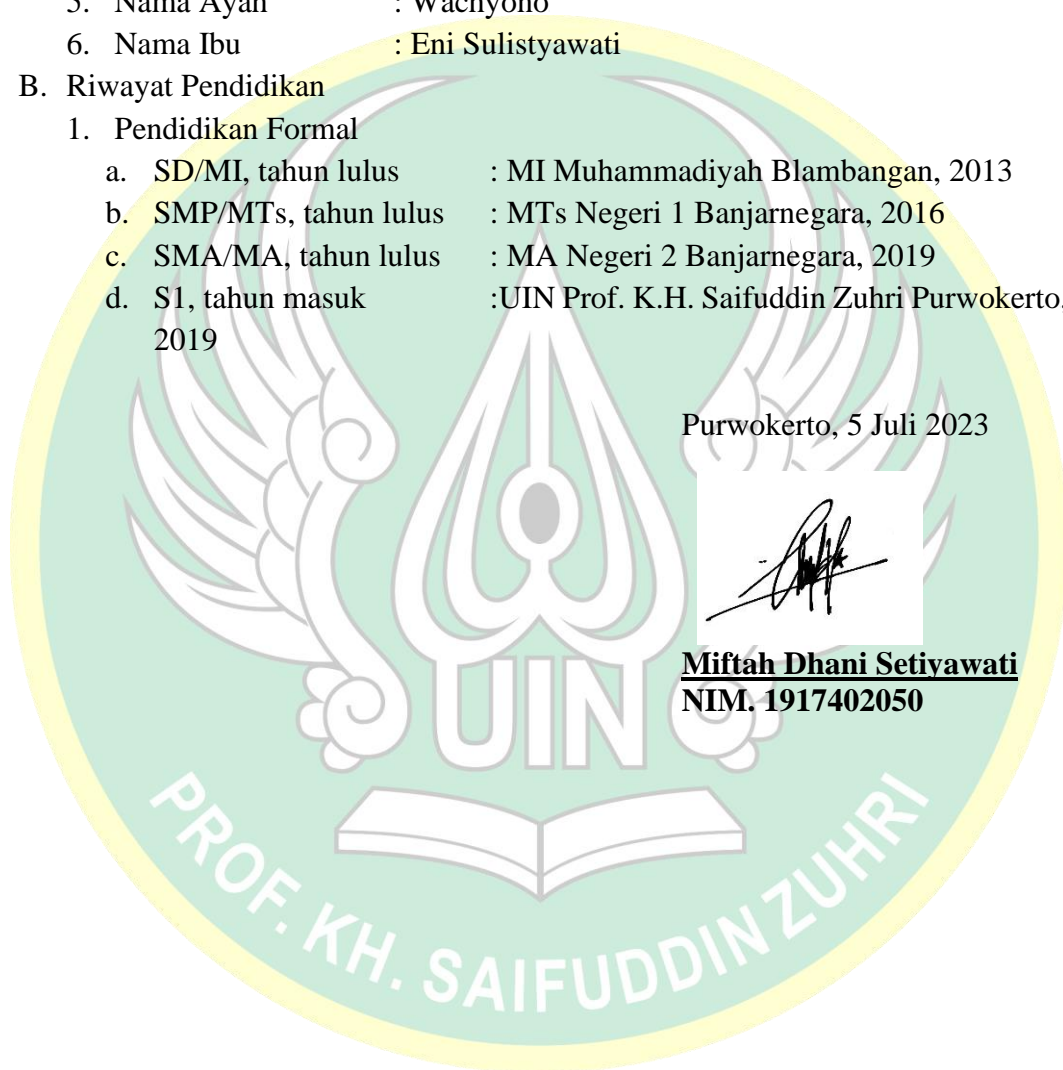 5. Nama Ayah : Wachyono
6. Nama Ibu : Eni Sulistyawati
B. Riwayat Pendidikan
1. Pendidikan Formal
a. SD/MI, tahun lulus : MI Muhammadiyah Blambangan, 2013
b. SMP/MTs, tahun lulus : MTs Negeri 1 Banjarnegara, 2016
c. SMA/MA, tahun lulus : MA Negeri 2 Banjarnegara, 2019
d. S1, tahun masuk :UIN Prof. K.H. Saifuddin Zuhri Purwokerto,
2019
Purwokerto, 5 Juli 2023
Miftah Dhani Setiyawati
NIM. 1917402050
UIN
PROF. KH. SAIFUDDIN ZUHRI